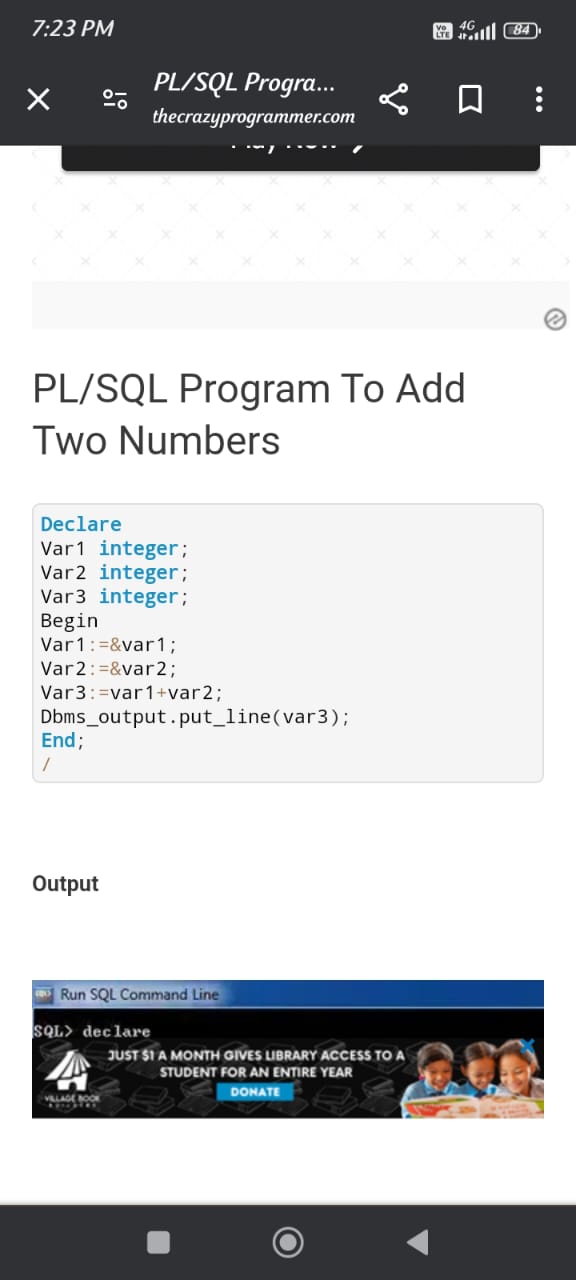 7:23 PM
Vo LTE 4G 84
PL/SQL Progra...
thecrazyprogrammer.com
PL/SQL Program To Add
Two Numbers
Declare
Var1 integer;
Var2 integer;
Var3 integer;
Begin
Var1:=&var1;
Var2:=&var2;
Var3:=var1+var2;
Dbms_output.put_line(var3);
End;
/
Output
Run SQL Command Line
SQL> declare
JUST $1 A MONTH GIVES LIBRARY ACCESS TO A
STUDENT FOR AN ENTIRE YEAR
DONATE
VILLAGE BOOK
BUILDERS